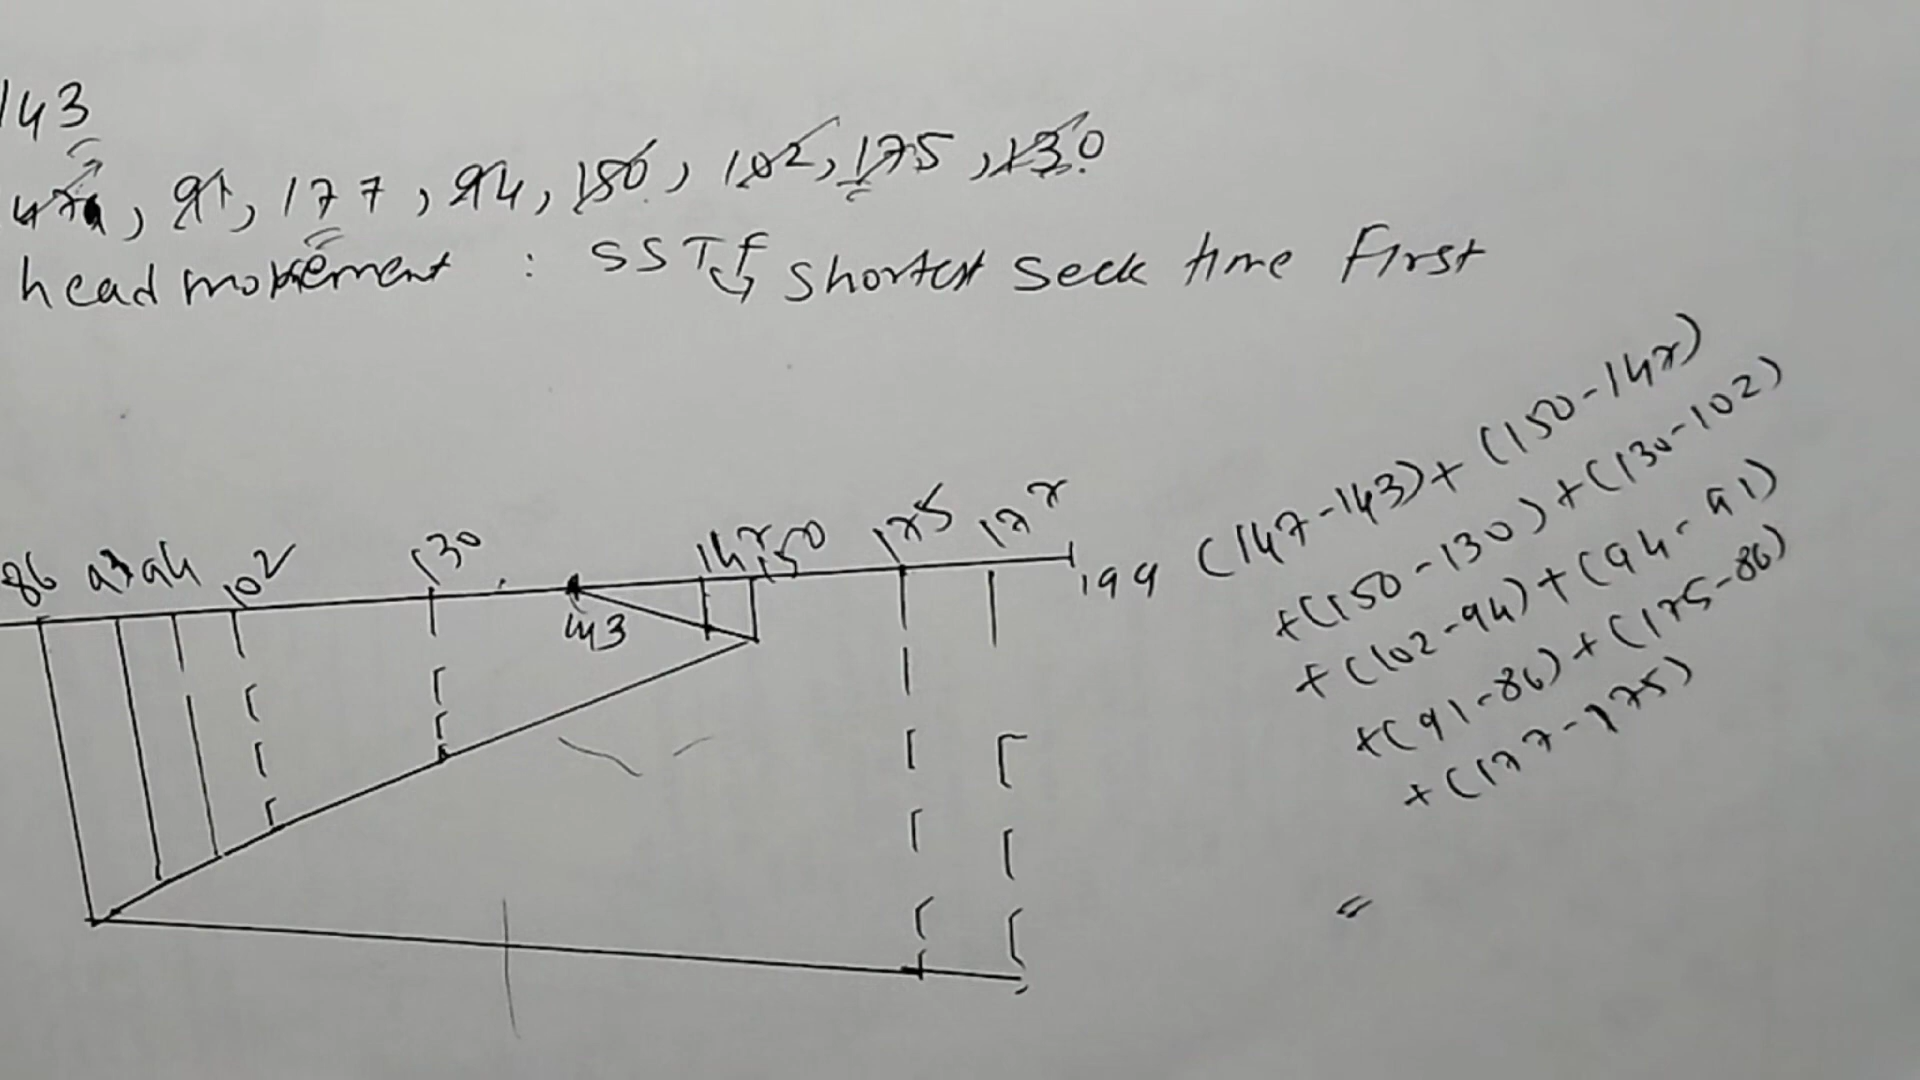 143
47, 91, 177, 94, 150, 102, 175, 130
head movement : SSTF shortest seek time First
86 91 94 102 130 143 147 150 175 177 199
(147-143)+(150-147)
+(150-130)+(130-102)
+(102-94)+(94-91)
+(91-86)+(175-86)
+(177-175)
=